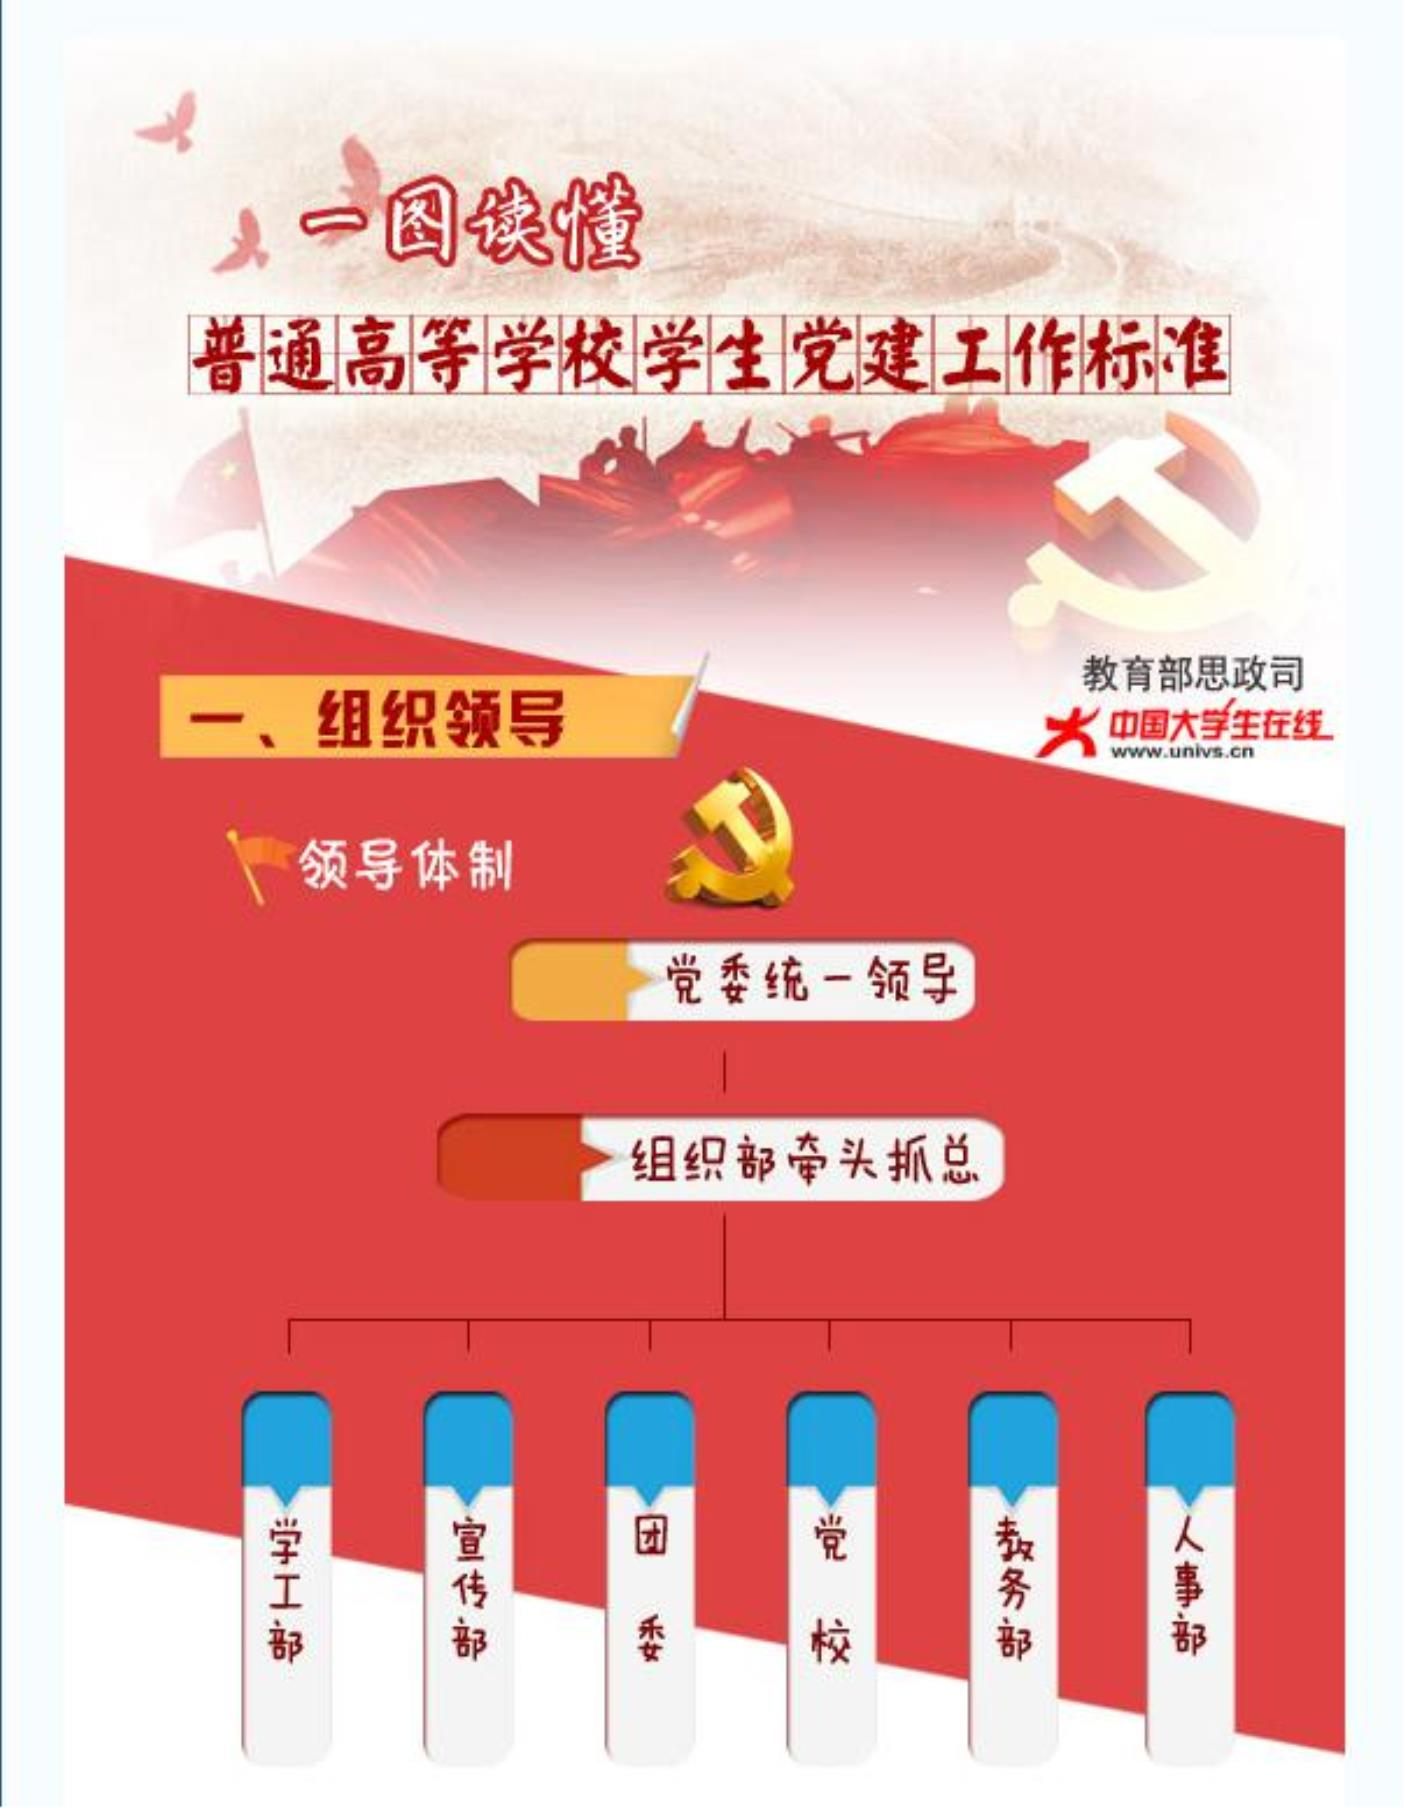 一图读懂
普通高等学校学生党建工作标准
教育部思政司
中国大学生在线
www.univs.cn
一、组织领导
领导体制
党委统一领导
组织部牵头抓总
学工部
宣传部
团委
党校
教务部
人事部